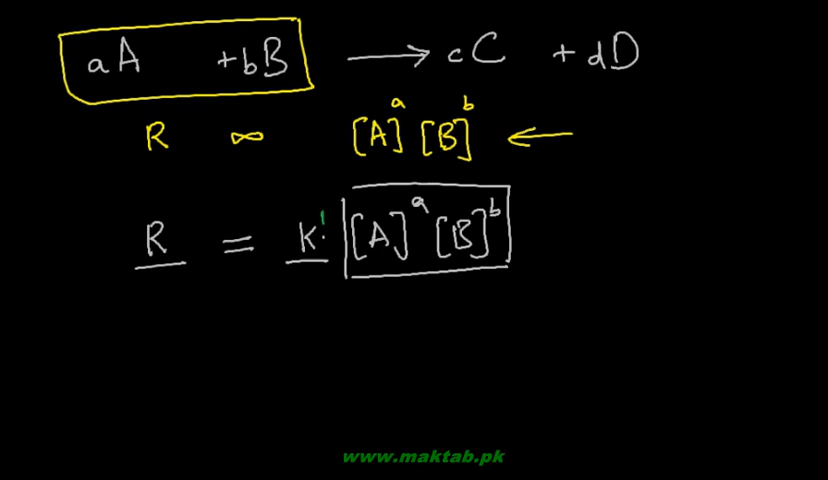 aA +bB → cC + dD
R ∞ [A]ᵃ [B]ᵇ ←
R = K! [A]ᵃ [B]ᵇ
www.maktab.pk